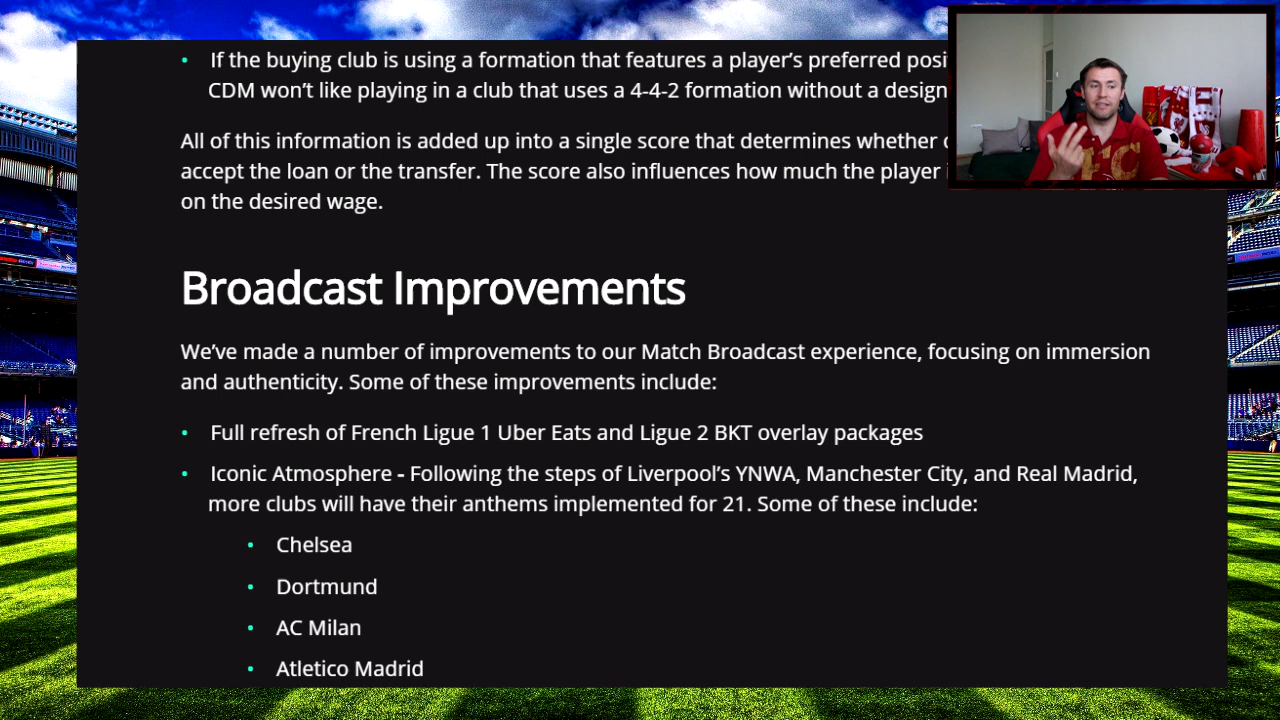 • If the buying club is using a formation that features a player’s preferred
CDM won’t like playing in a club that uses a 4-4-2 formation without a
All of this information is added up into a single score that determines whether
accept the loan or the transfer. The score also influences how much the player
on the desired wage.
Broadcast Improvements
We’ve made a number of improvements to our Match Broadcast experience, focusing on immersion
and authenticity. Some of these improvements include:
• Full refresh of French Ligue 1 Uber Eats and Ligue 2 BKT overlay packages
• Iconic Atmosphere - Following the steps of Liverpool’s YNWA, Manchester City, and Real Madrid,
more clubs will have their anthems implemented for 21. Some of these include:
• Chelsea
• Dortmund
• AC Milan
• Atletico Madrid